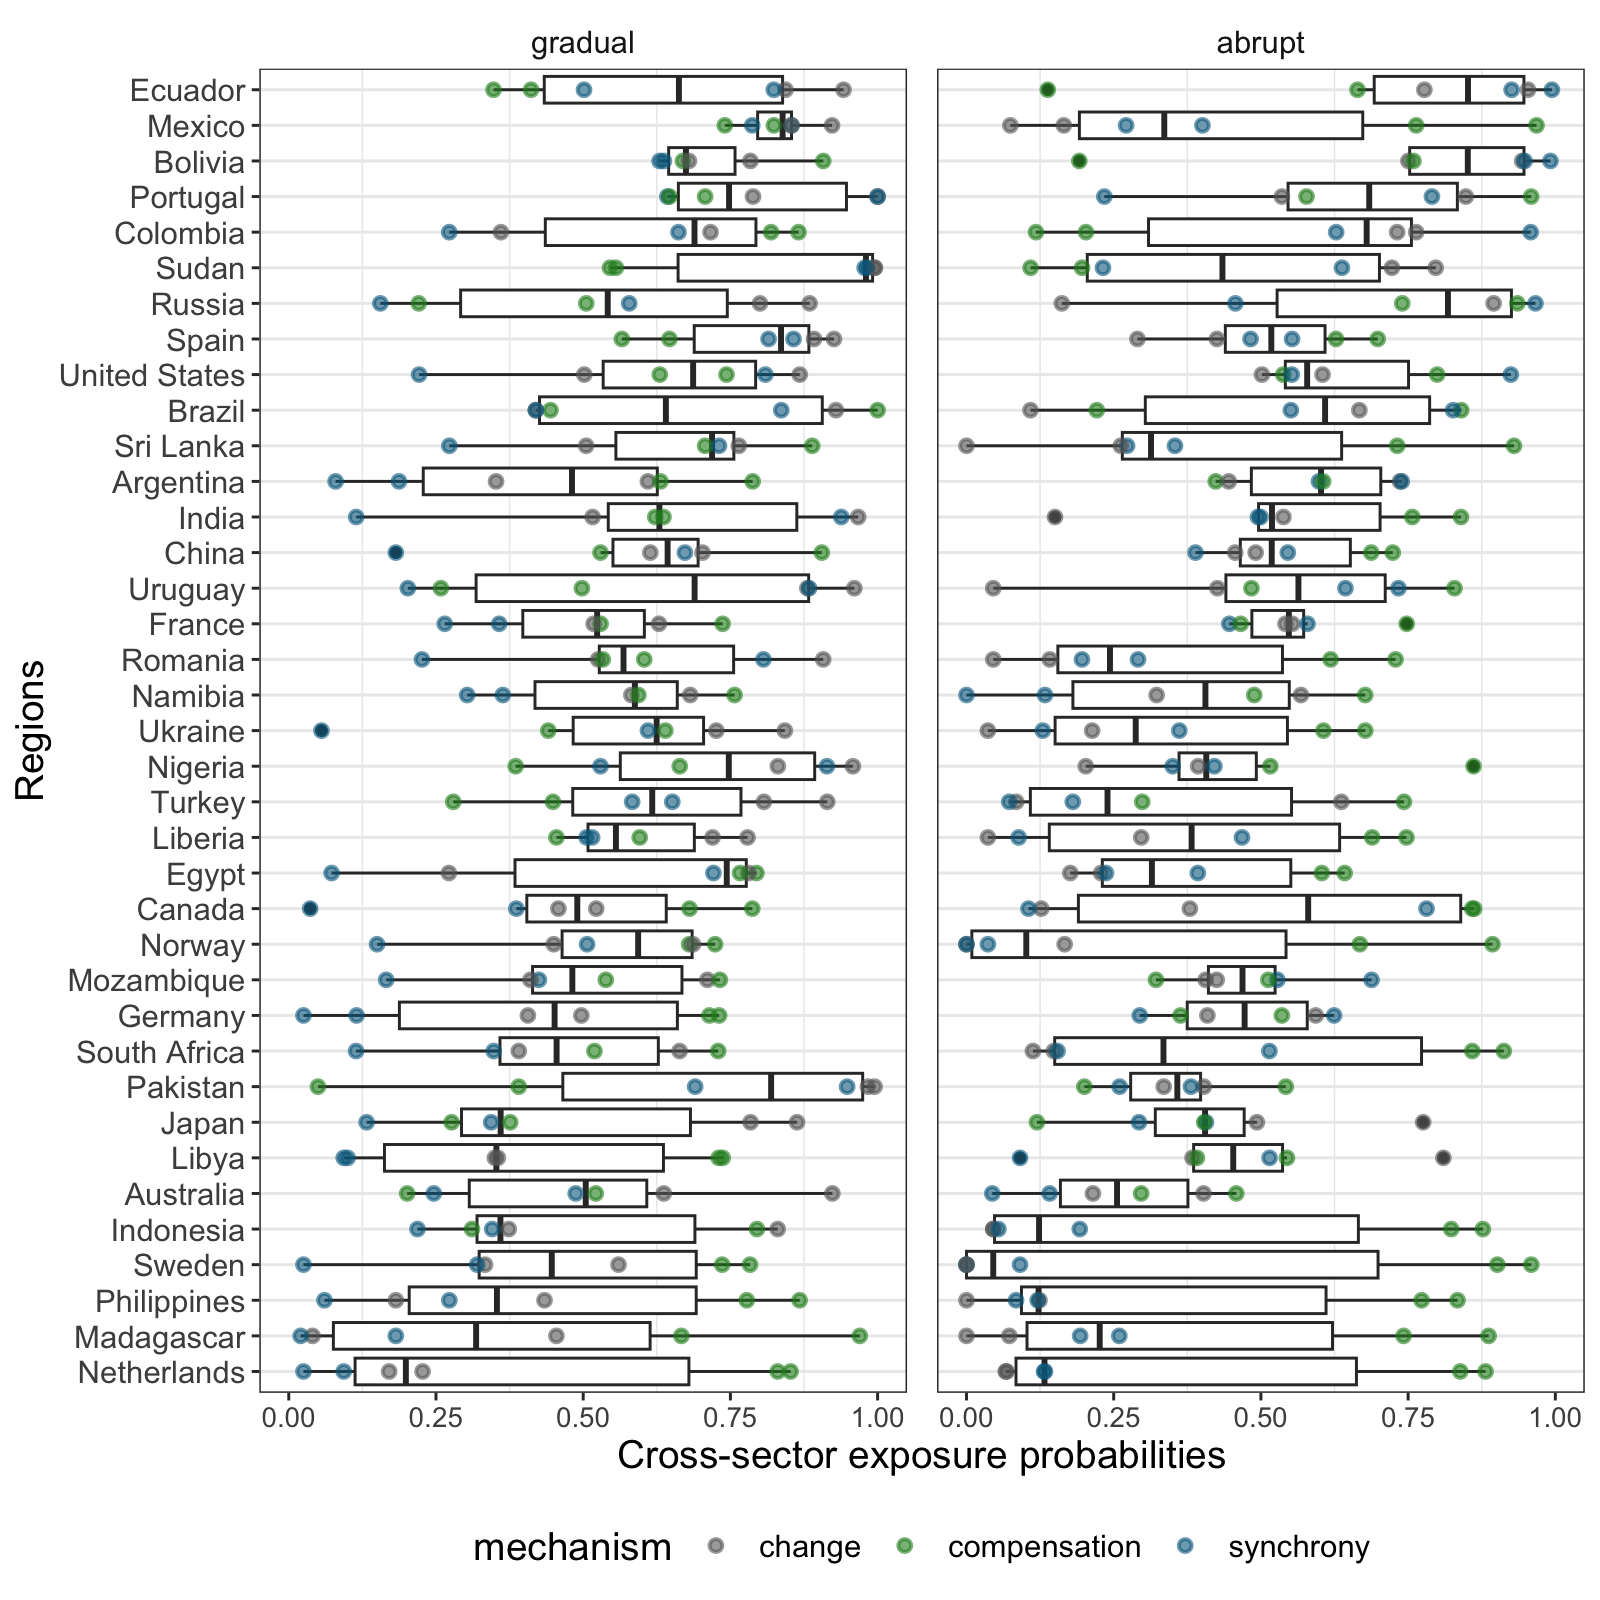 gradual abrupt
Ecuador
Mexico
Bolivia
Portugal
Colombia
Sudan
Russia
Spain
United States
Brazil
Sri Lanka
Argentina
India
China
Uruguay
France
Romania
Namibia
Ukraine
Nigeria
Turkey
Liberia
Egypt
Canada
Norway
Mozambique
Germany
South Africa
Pakistan
Japan
Libya
Australia
Indonesia
Sweden
Philippines
Madagascar
Netherlands
Regions
0.00 0.25 0.50 0.75 1.00 0.00 0.25 0.50 0.75 1.00
Cross-sector exposure probabilities
mechanism change compensation synchrony